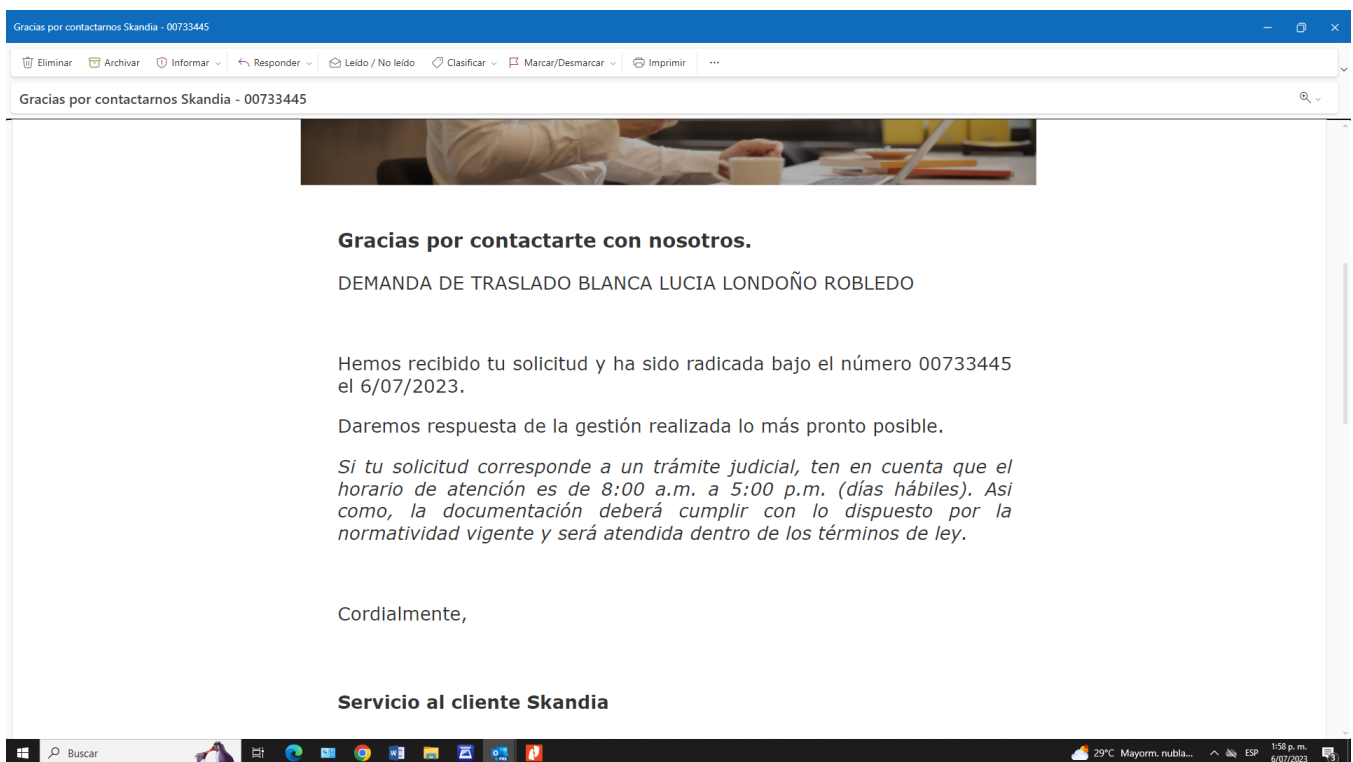 Gracias por contactarnos Skandia - 00733445
Eliminar Archivar Informar Responder Leído / No leído Clasificar Marcar/Desmarcar Imprimir ...
Gracias por contactarnos Skandia - 00733445
Gracias por contactarte con nosotros.
DEMANDA DE TRASLADO BLANCA LUCIA LONDOÑO ROBLEDO
Hemos recibido tu solicitud y ha sido radicada bajo el número 00733445
el 6/07/2023.
Daremos respuesta de la gestión realizada lo más pronto posible.
Si tu solicitud corresponde a un trámite judicial, ten en cuenta que el
horario de atención es de 8:00 a.m. a 5:00 p.m. (días hábiles). Asi
como, la documentación deberá cumplir con lo dispuesto por la
normatividad vigente y será atendida dentro de los términos de ley.
Cordialmente,
Servicio al cliente Skandia
Buscar
29°C Mayorm. nubla... ESP
1:58 p. m.
6/07/2023